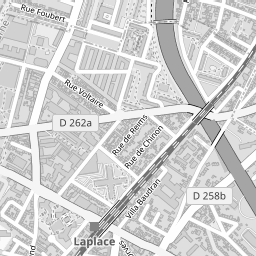 Rue Foubert
Rue Voltaire
D 262a
Rue de Reims
Rue de Chinon
Villa Baudran
D 258b
Laplace